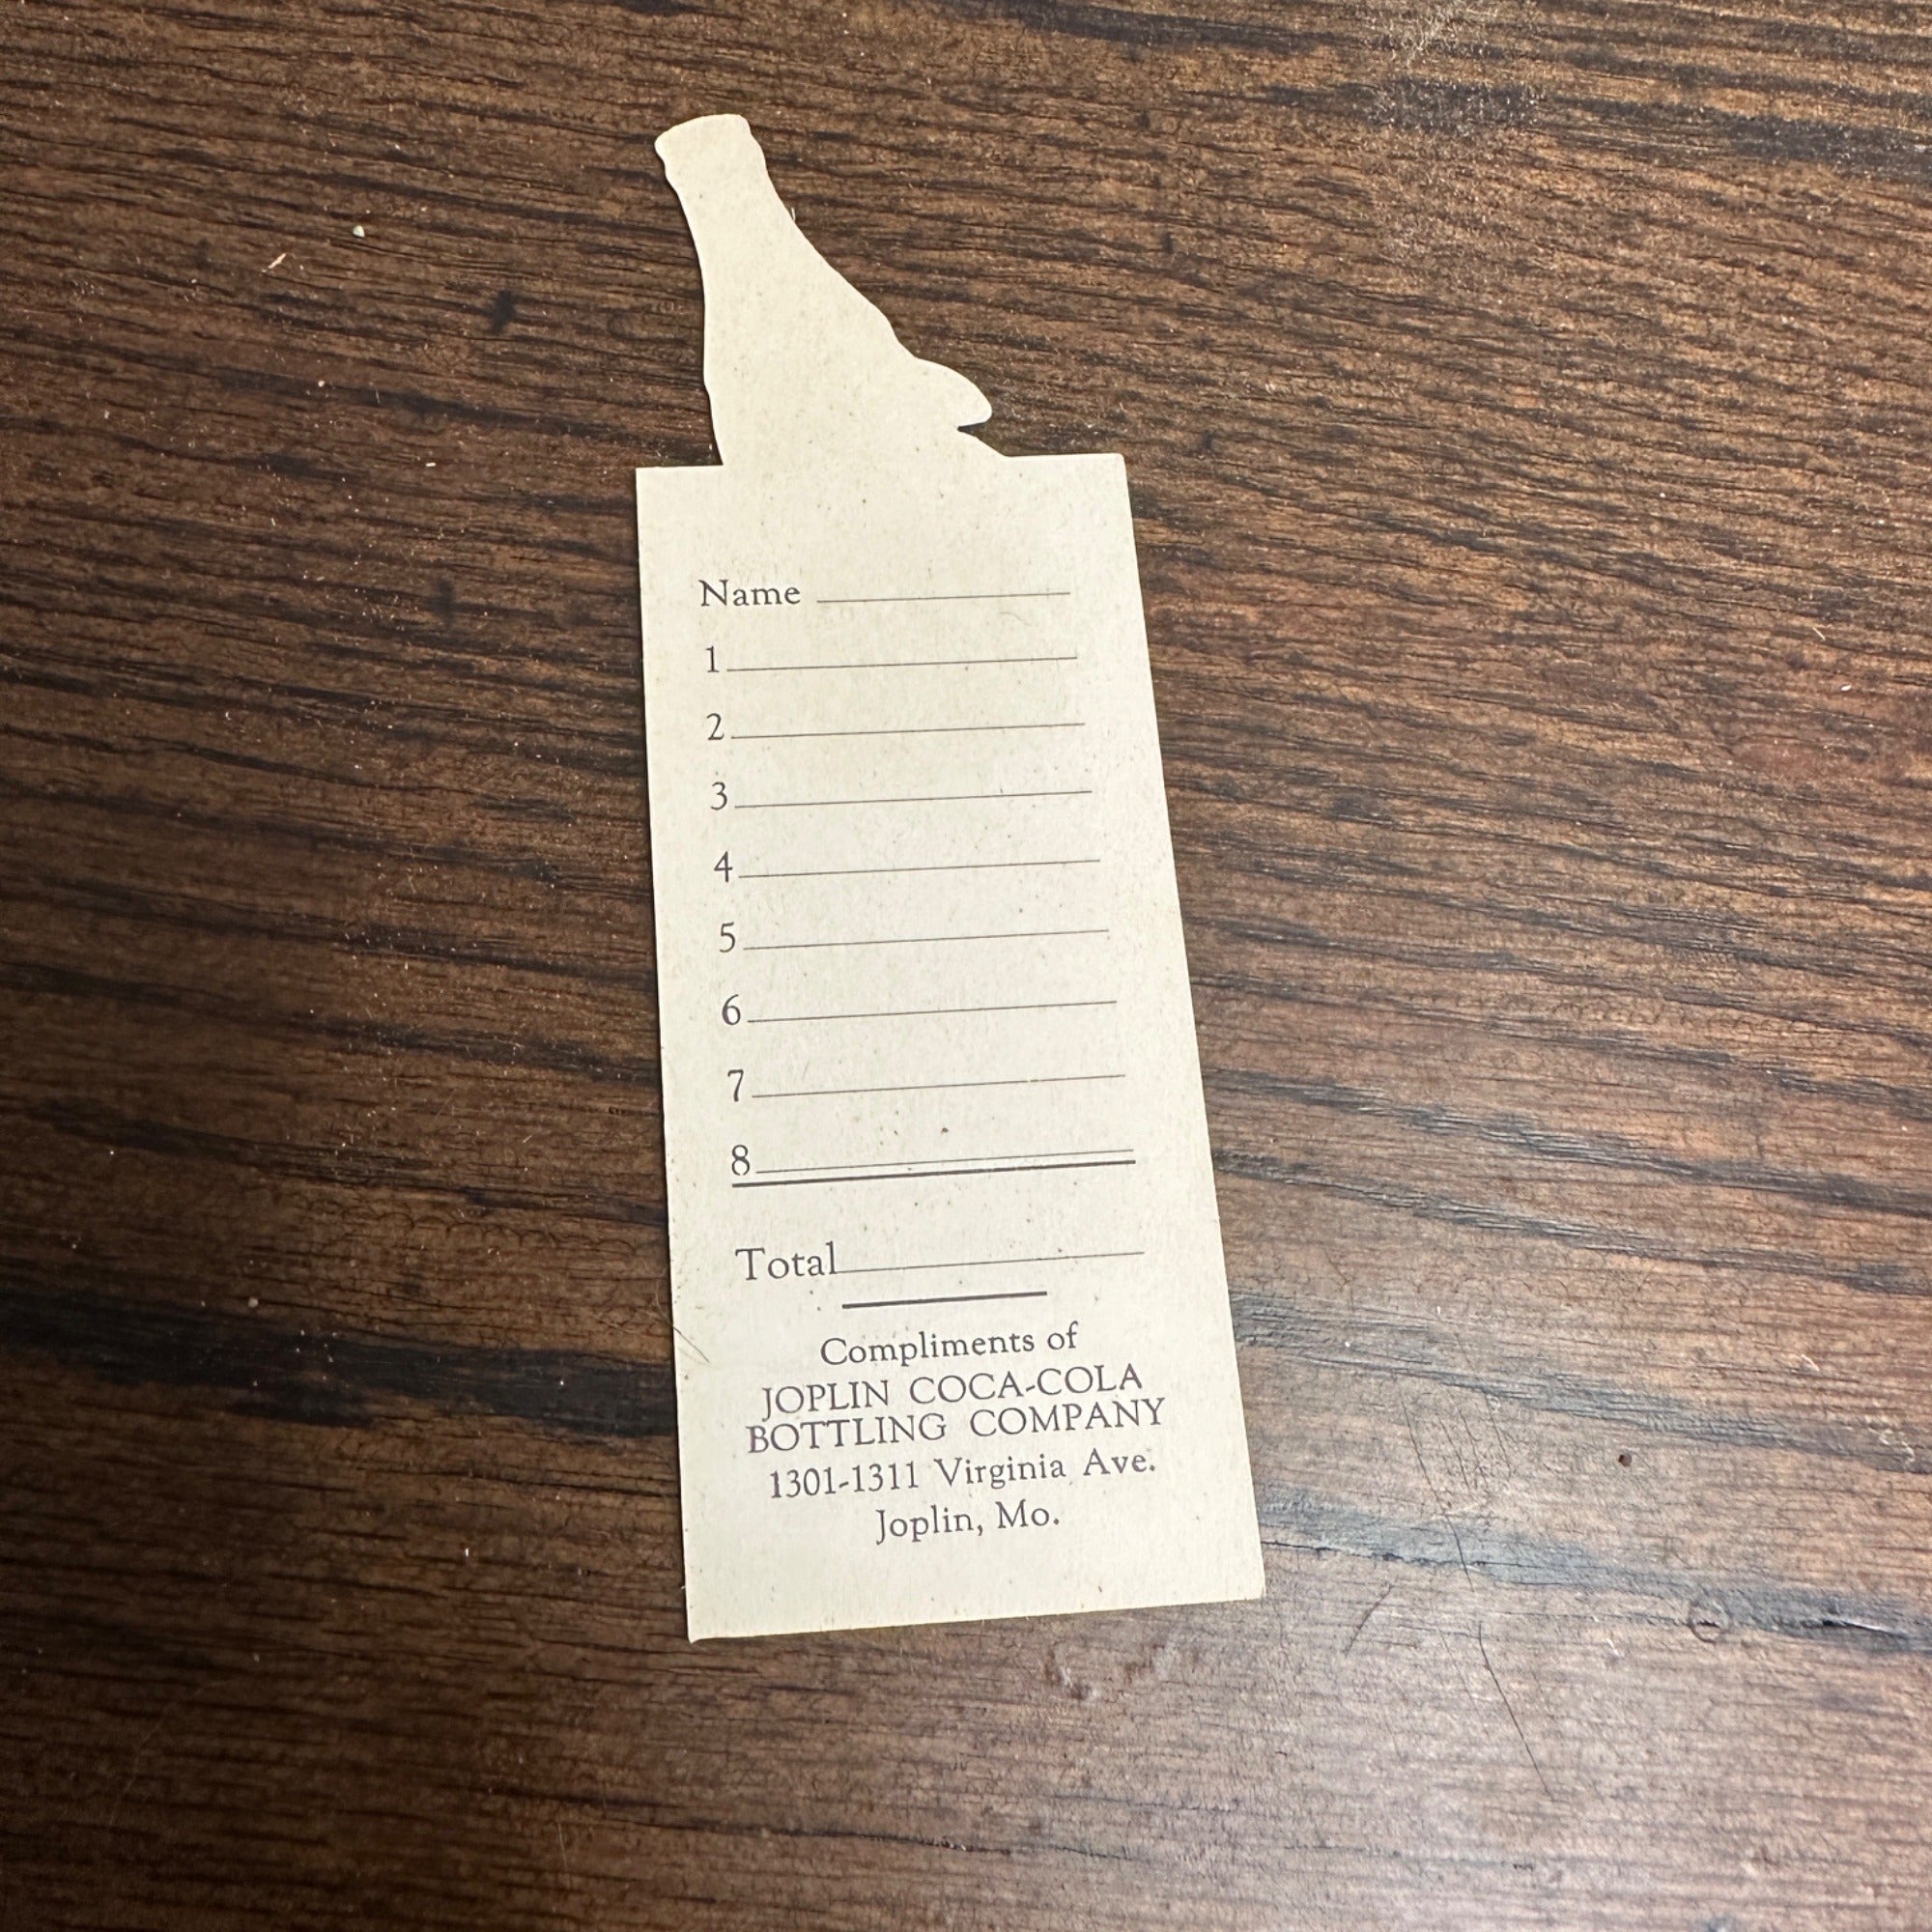 Name
1
2
3
4
5
6
7
8
Total
Compliments of
JOPLIN COCA-COLA
BOTTLING COMPANY
1301-1311 Virginia Ave.
Joplin, Mo.